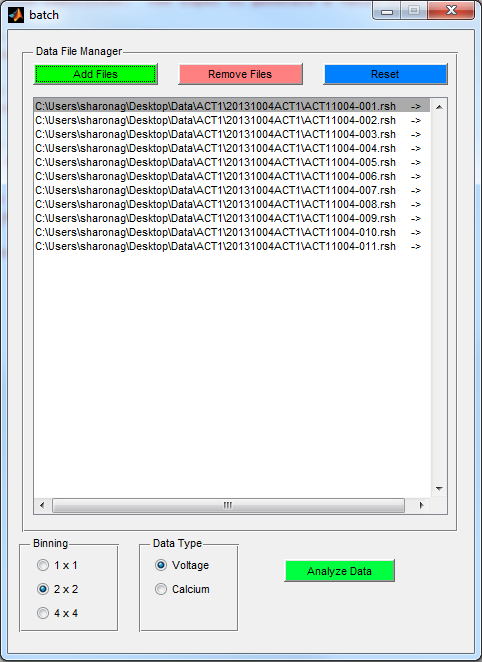 batch
Data File Manager
Add Files Remove Files Reset
C:\Users\sharonag\Desktop\Data\ACT1\20131004ACT1\ACT11004-001.rsh ->
C:\Users\sharonag\Desktop\Data\ACT1\20131004ACT1\ACT11004-002.rsh ->
C:\Users\sharonag\Desktop\Data\ACT1\20131004ACT1\ACT11004-003.rsh ->
C:\Users\sharonag\Desktop\Data\ACT1\20131004ACT1\ACT11004-004.rsh ->
C:\Users\sharonag\Desktop\Data\ACT1\20131004ACT1\ACT11004-005.rsh ->
C:\Users\sharonag\Desktop\Data\ACT1\20131004ACT1\ACT11004-006.rsh ->
C:\Users\sharonag\Desktop\Data\ACT1\20131004ACT1\ACT11004-007.rsh ->
C:\Users\sharonag\Desktop\Data\ACT1\20131004ACT1\ACT11004-008.rsh ->
C:\Users\sharonag\Desktop\Data\ACT1\20131004ACT1\ACT11004-009.rsh ->
C:\Users\sharonag\Desktop\Data\ACT1\20131004ACT1\ACT11004-010.rsh ->
C:\Users\sharonag\Desktop\Data\ACT1\20131004ACT1\ACT11004-011.rsh ->
Binning
1 x 1
2 x 2
4 x 4
Data Type
Voltage
Calcium
Analyze Data